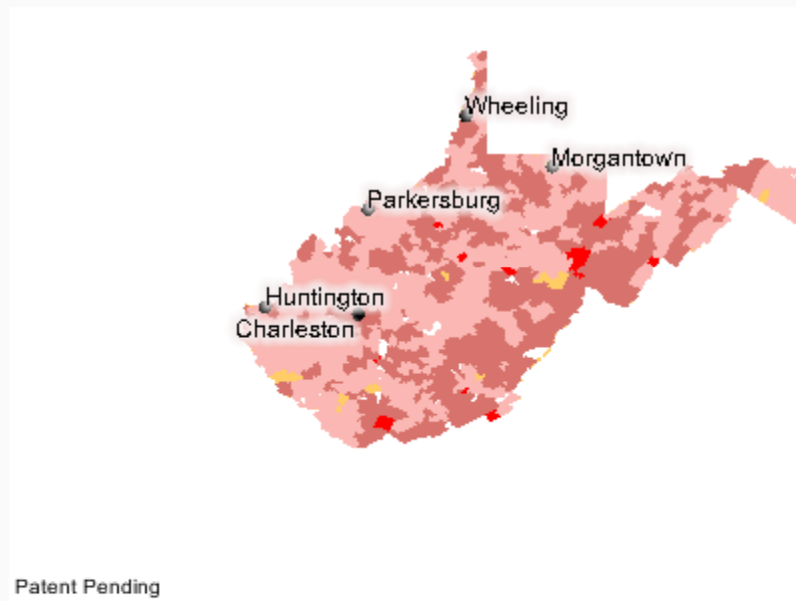 Wheeling
Morgantown
Parkersburg
Huntington
Charleston
Patent Pending